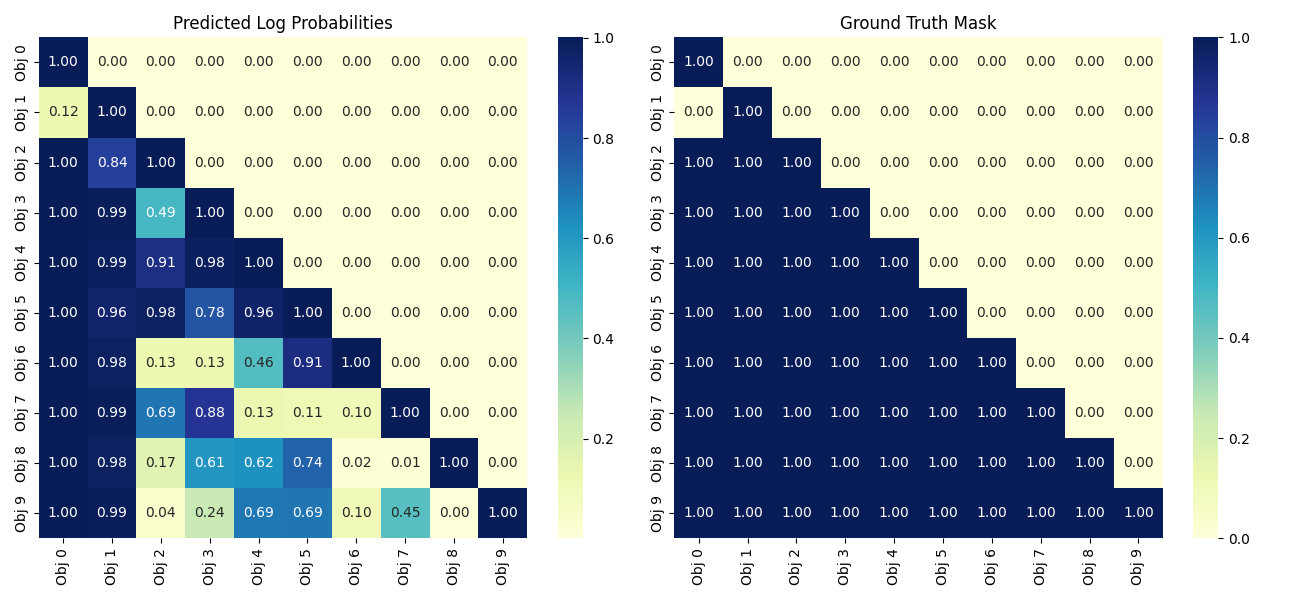 Predicted Log Probabilities
Obj 0 1.00 0.00 0.00 0.00 0.00 0.00 0.00 0.00 0.00 0.00
Obj 1 0.12 1.00 0.00 0.00 0.00 0.00 0.00 0.00 0.00 0.00
Obj 2 1.00 0.84 1.00 0.00 0.00 0.00 0.00 0.00 0.00 0.00
Obj 3 1.00 0.99 0.49 1.00 0.00 0.00 0.00 0.00 0.00 0.00
Obj 4 1.00 0.99 0.91 0.98 1.00 0.00 0.00 0.00 0.00 0.00
Obj 5 1.00 0.96 0.98 0.78 0.96 1.00 0.00 0.00 0.00 0.00
Obj 6 1.00 0.98 0.13 0.13 0.46 0.91 1.00 0.00 0.00 0.00
Obj 7 1.00 0.99 0.69 0.88 0.13 0.11 0.10 1.00 0.00 0.00
Obj 8 1.00 0.98 0.17 0.61 0.62 0.74 0.02 0.01 1.00 0.00
Obj 9 1.00 0.99 0.04 0.24 0.69 0.69 0.10 0.45 0.00 1.00
Obj 0 Obj 1 Obj 2 Obj 3 Obj 4 Obj 5 Obj 6 Obj 7 Obj 8 Obj 9
1.0
0.8
0.6
0.4
0.2
Ground Truth Mask
Obj 0 1.00 0.00 0.00 0.00 0.00 0.00 0.00 0.00 0.00 0.00
Obj 1 0.00 1.00 0.00 0.00 0.00 0.00 0.00 0.00 0.00 0.00
Obj 2 1.00 1.00 1.00 0.00 0.00 0.00 0.00 0.00 0.00 0.00
Obj 3 1.00 1.00 1.00 1.00 0.00 0.00 0.00 0.00 0.00 0.00
Obj 4 1.00 1.00 1.00 1.00 1.00 0.00 0.00 0.00 0.00 0.00
Obj 5 1.00 1.00 1.00 1.00 1.00 1.00 0.00 0.00 0.00 0.00
Obj 6 1.00 1.00 1.00 1.00 1.00 1.00 1.00 0.00 0.00 0.00
Obj 7 1.00 1.00 1.00 1.00 1.00 1.00 1.00 1.00 0.00 0.00
Obj 8 1.00 1.00 1.00 1.00 1.00 1.00 1.00 1.00 1.00 0.00
Obj 9 1.00 1.00 1.00 1.00 1.00 1.00 1.00 1.00 1.00 1.00
Obj 0 Obj 1 Obj 2 Obj 3 Obj 4 Obj 5 Obj 6 Obj 7 Obj 8 Obj 9
1.0
0.8
0.6
0.4
0.2
0.0